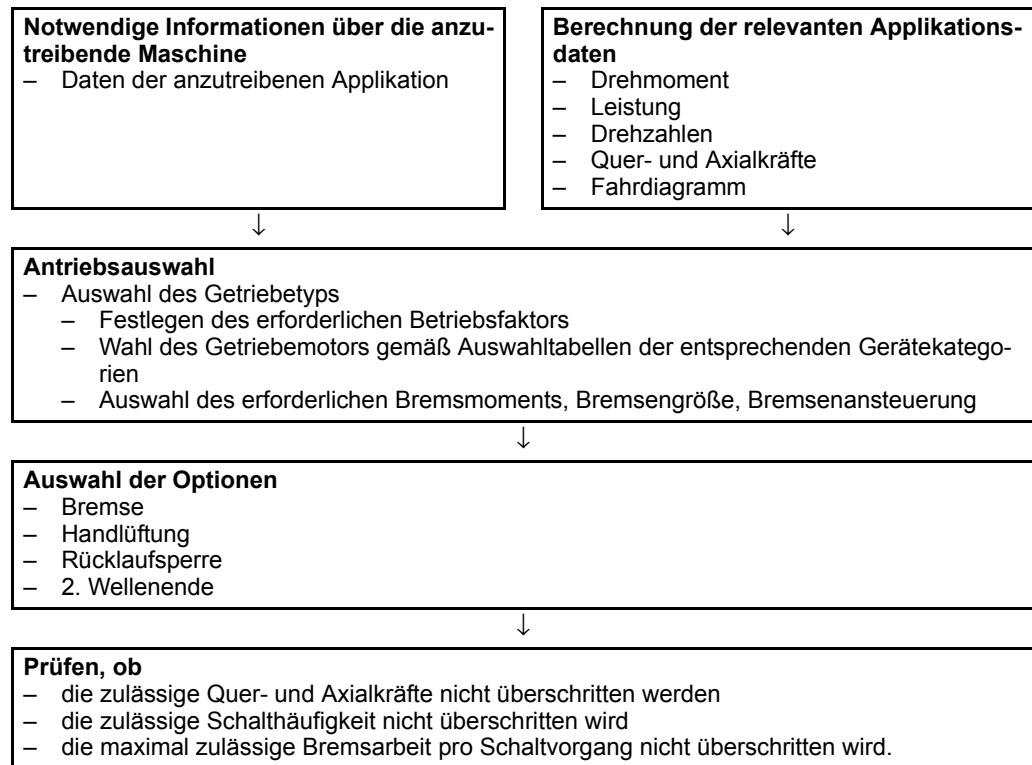 Notwendige Informationen über die anzu-
treibende Maschine
– Daten der anzutreibenen Applikation
Berechnung der relevanten Applikations-
daten
– Drehmoment
– Leistung
– Drehzahlen
– Quer- und Axialkräfte
– Fahrdiagramm
↓ ↓
Antriebsauswahl
– Auswahl des Getriebetyps
– Festlegen des erforderlichen Betriebsfaktors
– Wahl des Getriebemotors gemäß Auswahltabellen der entsprechenden Gerätekatego-
rien
– Auswahl des erforderlichen Bremsmoments, Bremsengröße, Bremsenansteuerung
↓
Auswahl der Optionen
– Bremse
– Handlüftung
– Rücklaufsperre
– 2. Wellenende
↓
Prüfen, ob
– die zulässige Quer- und Axialkräfte nicht überschritten werden
– die zulässige Schalthäufigkeit nicht überschritten wird
– die maximal zulässige Bremsarbeit pro Schaltvorgang nicht überschritten wird.